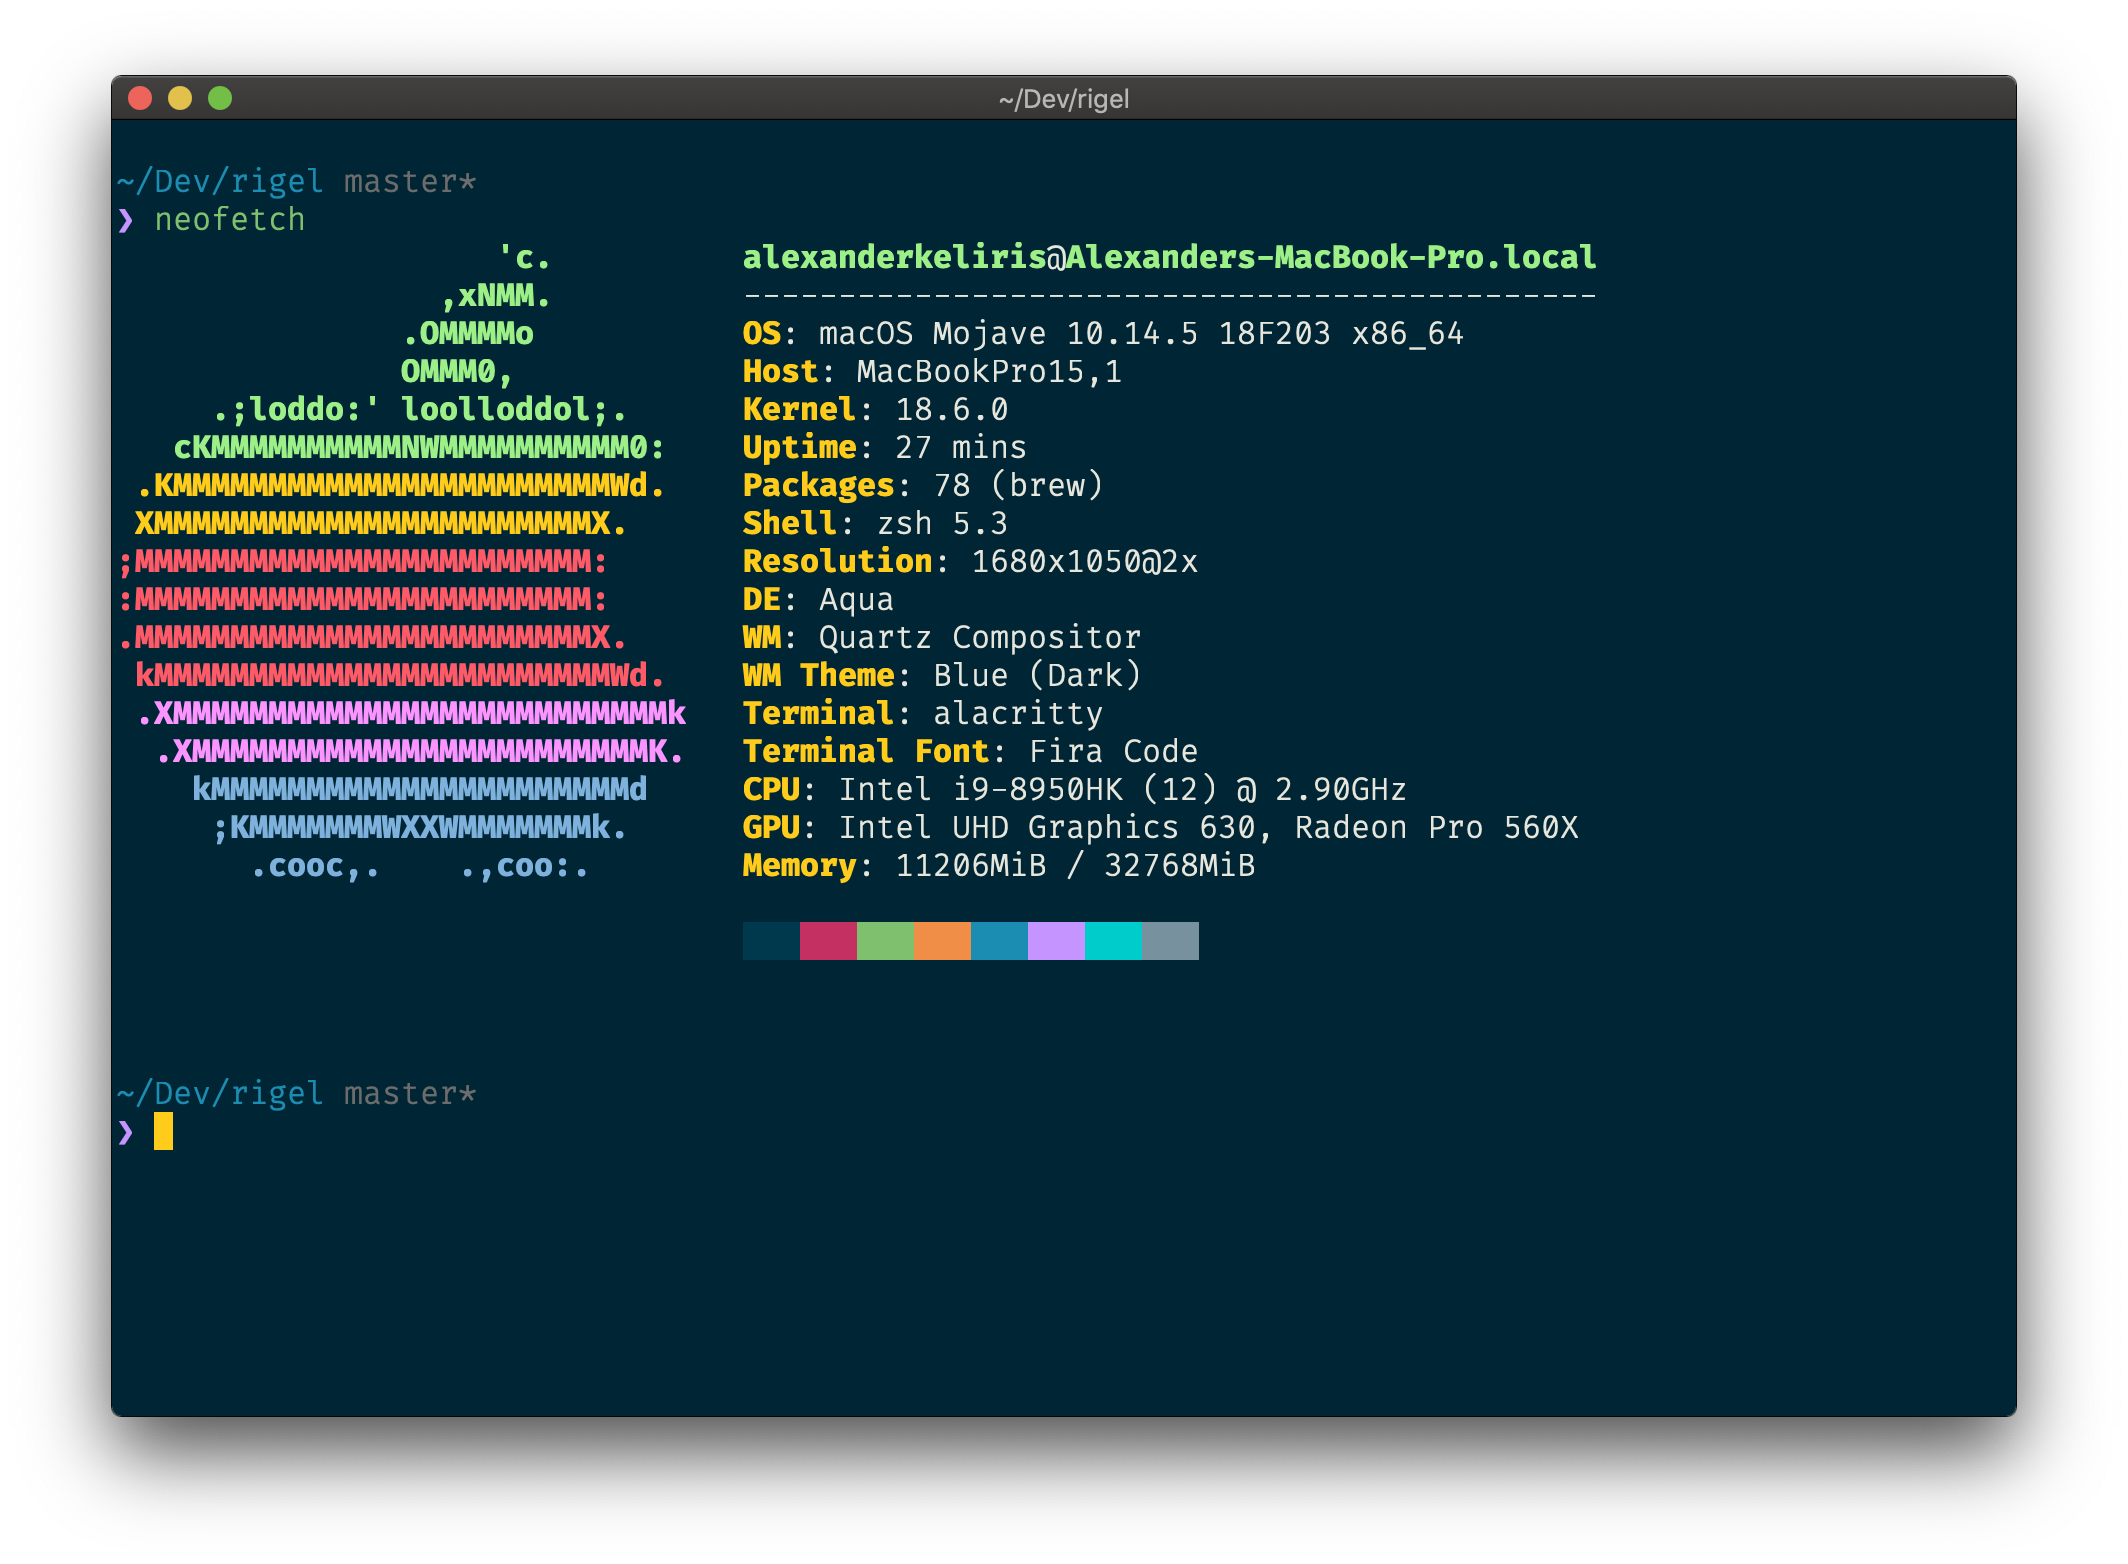 ~/Dev/rigel
~/Dev/rigel master*
❯ neofetch
                    'c.          alexanderkeliris@Alexanders-MacBook-Pro.local
                 ,xNMM.          ---------------------------------------------
               .OMMMMo           OS: macOS Mojave 10.14.5 18F203 x86_64
               OMMM0,            Host: MacBookPro15,1
     .;loddo:' loolloddol;.      Kernel: 18.6.0
   cKMMMMMMMMMMNWMMMMMMMMMM0:    Uptime: 27 mins
 .KMMMMMMMMMMMMMMMMMMMMMMMWd.    Packages: 78 (brew)
 XMMMMMMMMMMMMMMMMMMMMMMMX.      Shell: zsh 5.3
;MMMMMMMMMMMMMMMMMMMMMMMM:       Resolution: 1680x1050@2x
:MMMMMMMMMMMMMMMMMMMMMMMM:       DE: Aqua
.MMMMMMMMMMMMMMMMMMMMMMMMX.      WM: Quartz Compositor
 kMMMMMMMMMMMMMMMMMMMMMMMMWd.    WM Theme: Blue (Dark)
 .XMMMMMMMMMMMMMMMMMMMMMMMMMMk   Terminal: alacritty
  .XMMMMMMMMMMMMMMMMMMMMMMMMK.   Terminal Font: Fira Code
    kMMMMMMMMMMMMMMMMMMMMMMd     CPU: Intel i9-8950HK (12) @ 2.90GHz
     ;KMMMMMMMWXXWMMMMMMMk.      GPU: Intel UHD Graphics 630, Radeon Pro 560X
       .cooc,.    .,coo:.        Memory: 11206MiB / 32768MiB
~/Dev/rigel master*
❯